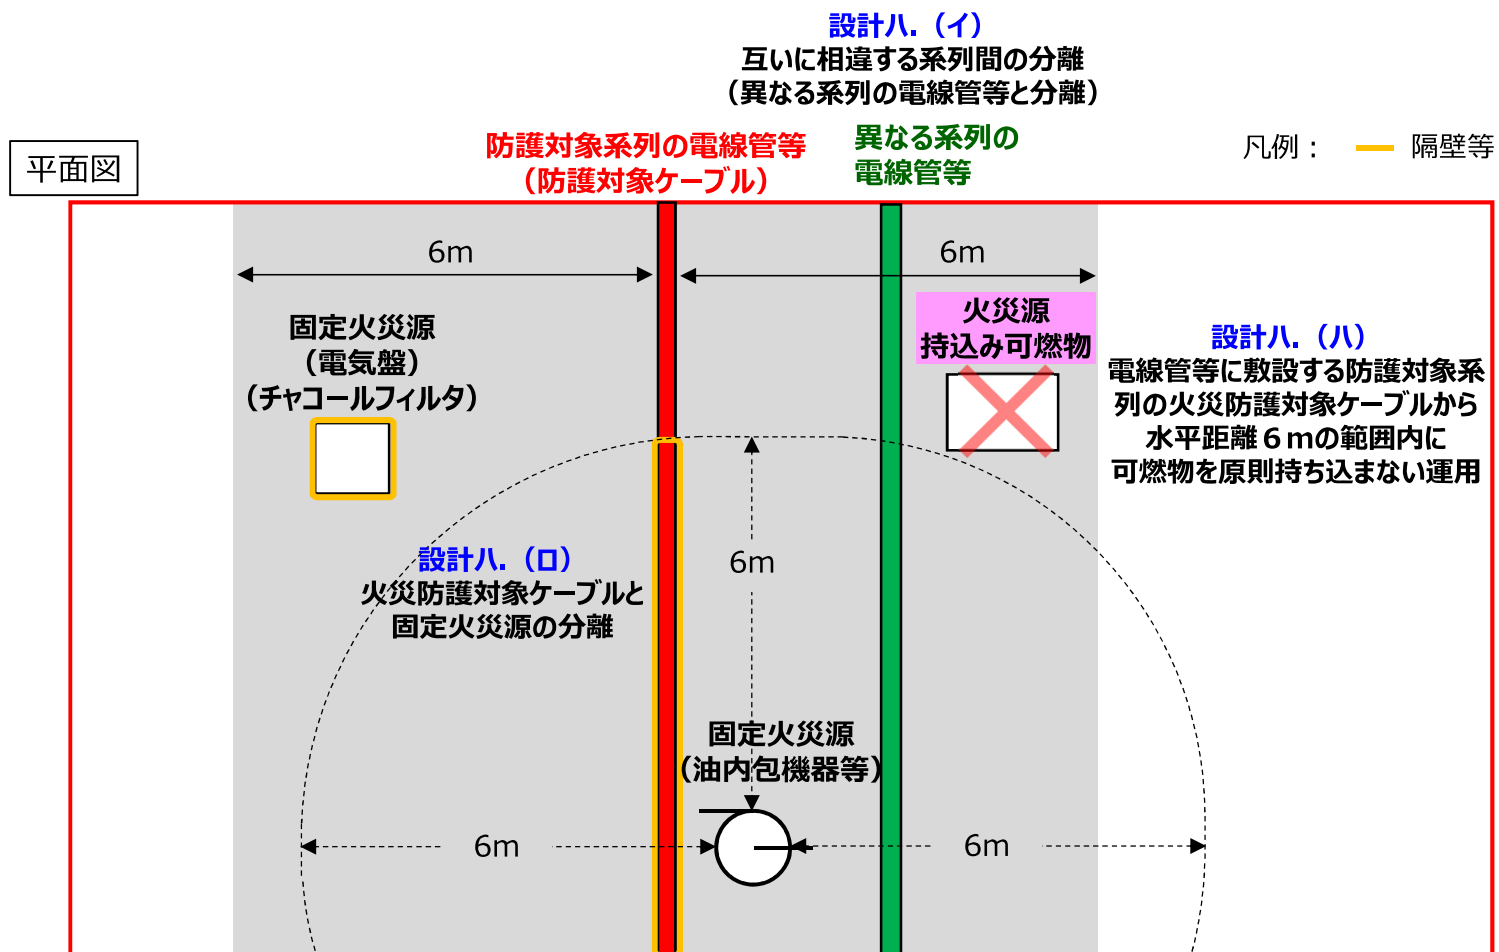 設計ハ.（イ）
互いに相違する系列間の分離
（異なる系列の電線管等と分離）
防護対象系列の電線管等
（防護対象ケーブル）
異なる系列の
電線管等
凡例：
隔壁等
平面図
6m
6m
固定火災源
（電気盤）
（チャコールフィルタ）
火災源
持込み可燃物
設計ハ.（ハ）
電線管等に敷設する防護対象系
列の火災防護対象ケーブルから
水平距離６ｍの範囲内に
可燃物を原則持ち込まない運用
設計ハ.（ロ）
火災防護対象ケーブルと
固定火災源の分離
6m
固定火災源
（油内包機器等）
6m
6m